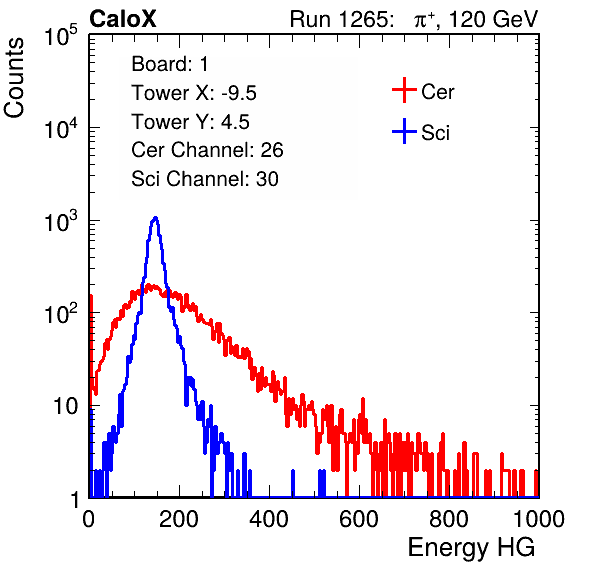 CaloX Run 1265: π⁺, 120 GeV
Counts
10⁵
10⁴
10³
10²
10
1
Board: 1
Tower X: -9.5
Tower Y: 4.5
Cer Channel: 26
Sci Channel: 30
Cer
Sci
0 200 400 600 800 1000
Energy HG